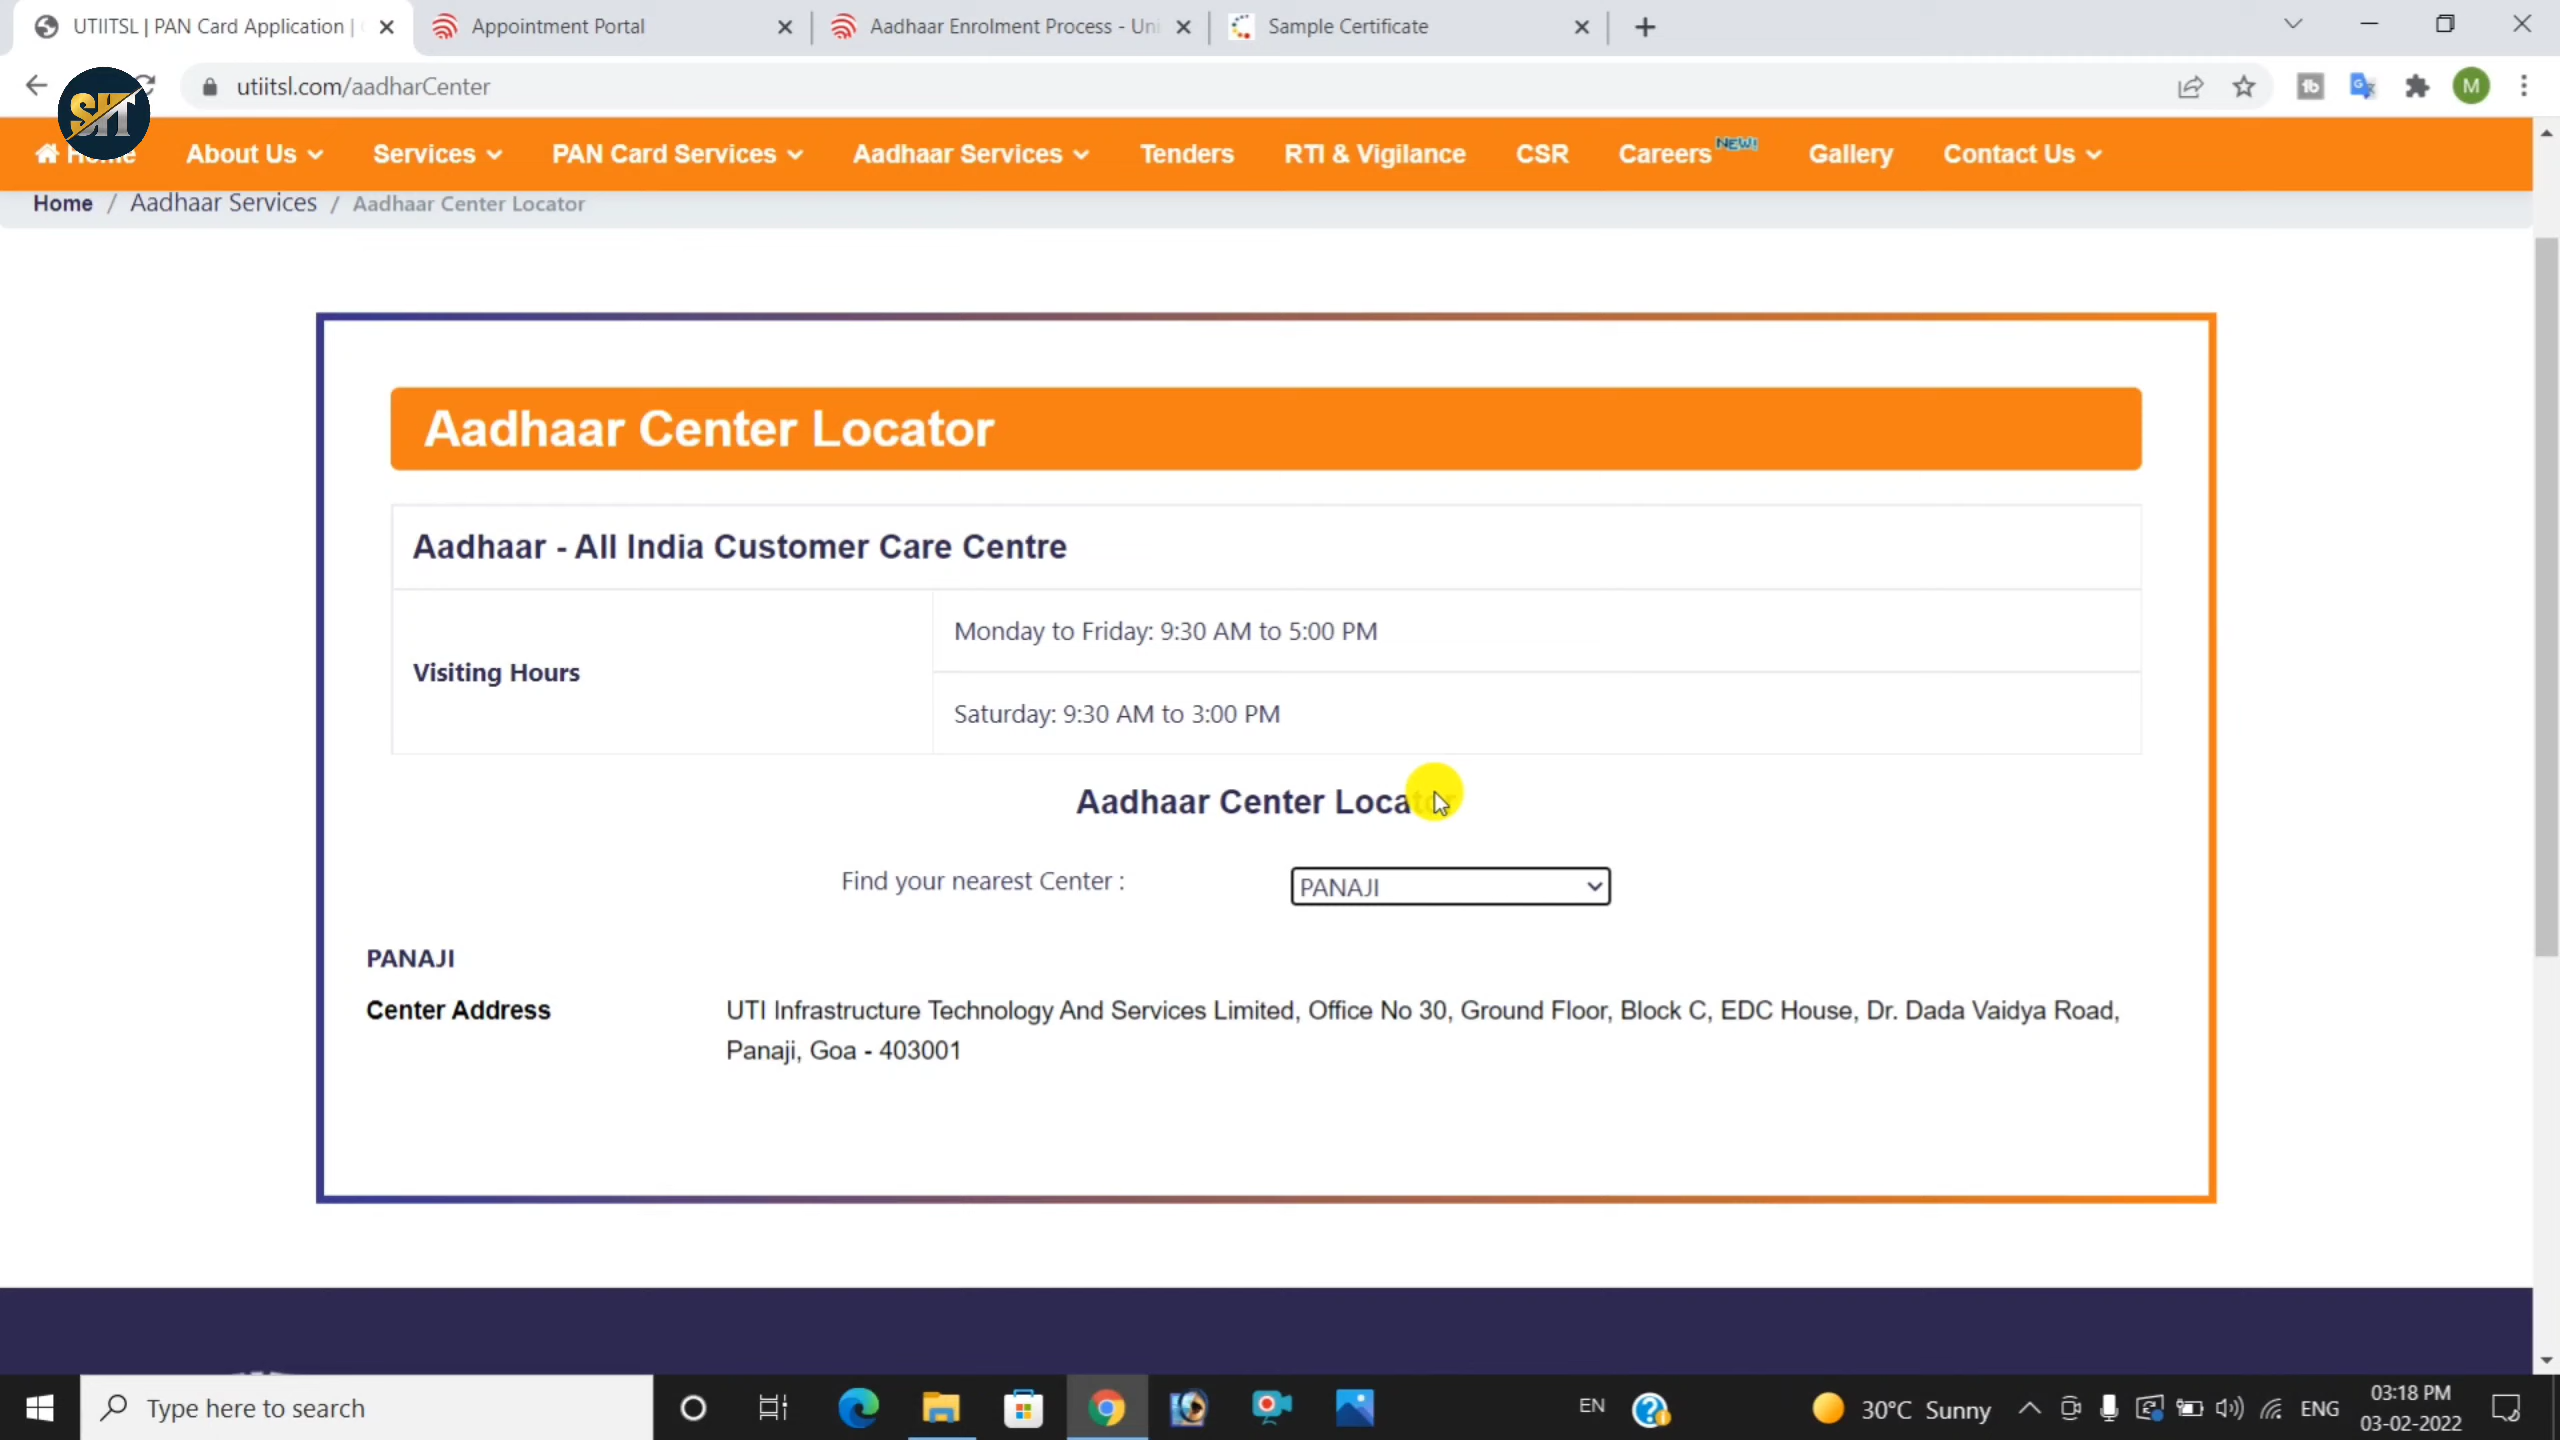 UTIITSL | PAN Card Application |
Appointment Portal
Aadhaar Enrolment Process - Uni
Sample Certificate
utiitsl.com/aadharCenter
M
SHT
Home
About Us
Services
PAN Card Services
Aadhaar Services
Tenders
RTI & Vigilance
CSR
Careers
NEW!
Gallery
Contact Us
Home / Aadhaar Services / Aadhaar Center Locator
Aadhaar Center Locator
Aadhaar - All India Customer Care Centre
Visiting Hours
Monday to Friday: 9:30 AM to 5:00 PM
Saturday: 9:30 AM to 3:00 PM
Aadhaar Center Locator
Find your nearest Center :
PANAJI
PANAJI
Center Address
UTI Infrastructure Technology And Services Limited, Office No 30, Ground Floor, Block C, EDC House, Dr. Dada Vaidya Road,
Panaji, Goa - 403001
Type here to search
EN
30°C Sunny
ENG
03:18 PM
03-02-2022